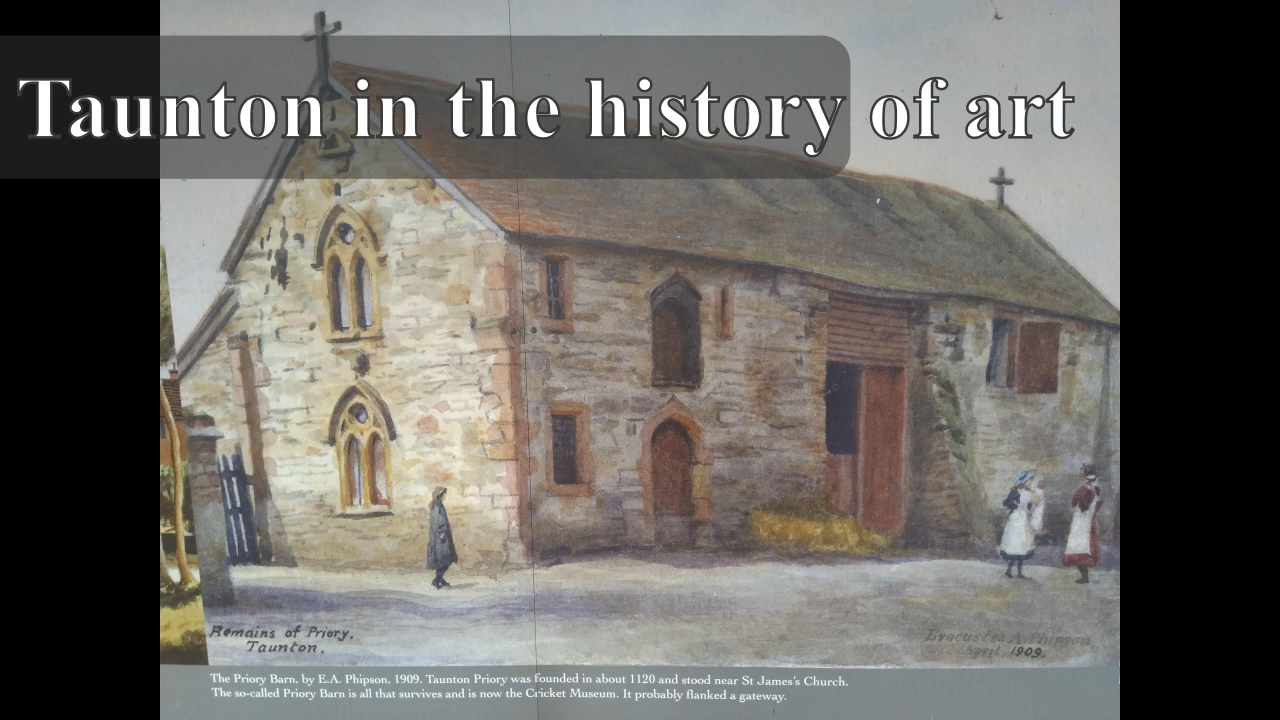 Taunton in the history of art
Remains of Priory.
Taunton.
Evacustes A. Phipson
April 1909.
The Priory Barn, by E.A. Phipson, 1909. Taunton Priory was founded in about 1120 and stood near St James's Church.
The so-called Priory Barn is all that survives and is now the Cricket Museum. It probably flanked a gateway.